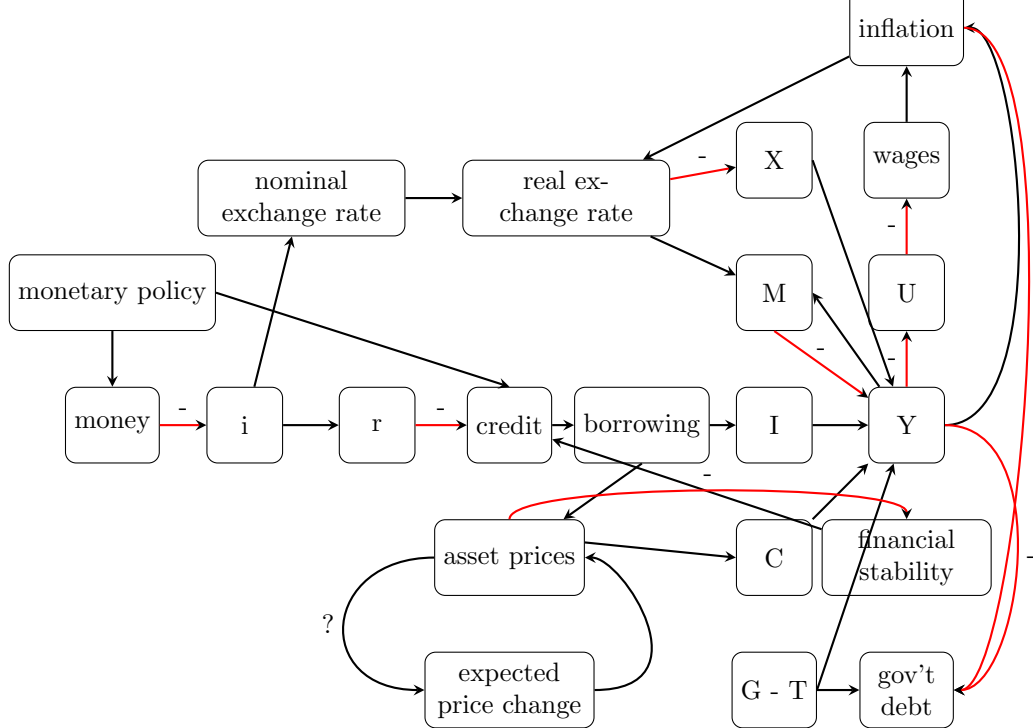 inflation
-
X
wages
nominal
exchange rate
real ex-
change rate
-
monetary policy
M
U
-
-
money
-
i
r
-
credit
borrowing
I
Y
-
asset prices
C
financial
stability
-
?
expected
price change
G - T
gov't
debt